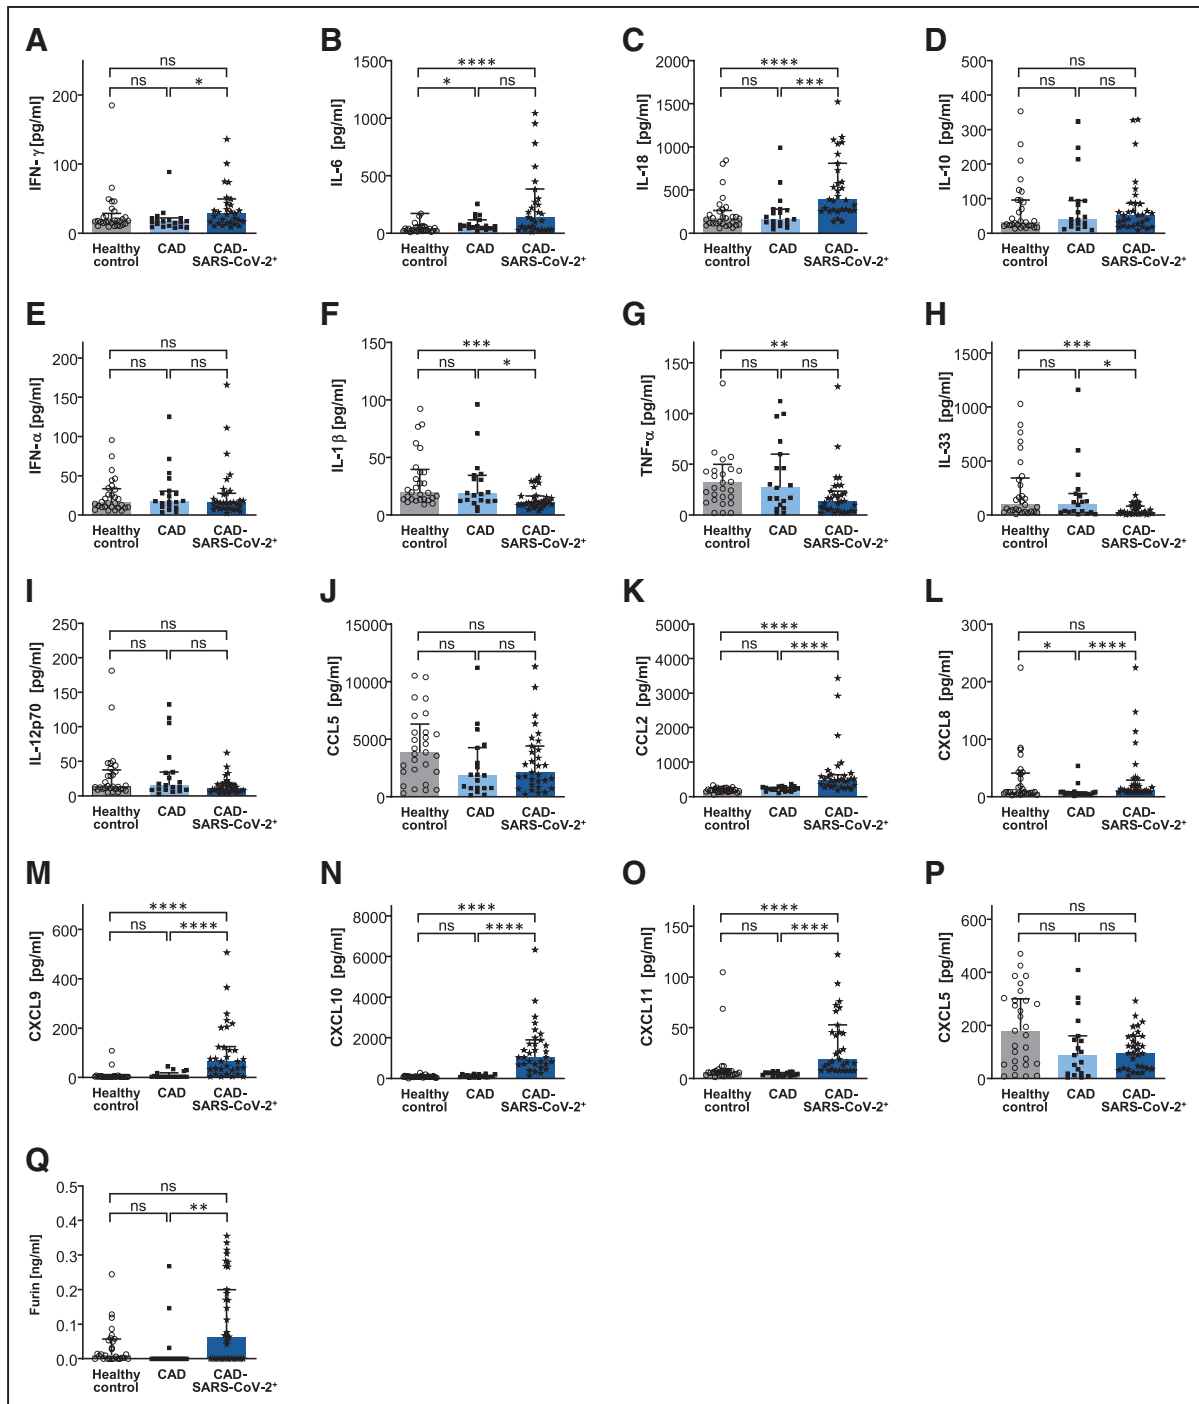 A
IFN-γ [pg/ml]
200
100
0
ns
ns
*
Healthy control
CAD
CAD-SARS-CoV-2⁺
B
IL-6 [pg/ml]
1500
1000
500
0
****
*
ns
Healthy control
CAD
CAD-SARS-CoV-2⁺
C
IL-18 [pg/ml]
2000
1500
1000
500
0
****
ns
***
Healthy control
CAD
CAD-SARS-CoV-2⁺
D
IL-10 [pg/ml]
500
400
300
200
100
0
ns
ns
ns
Healthy control
CAD
CAD-SARS-CoV-2⁺
E
IFN-α [pg/ml]
200
150
100
50
0
ns
ns
ns
Healthy control
CAD
CAD-SARS-CoV-2⁺
F
IL-1β [pg/ml]
150
100
50
0
***
ns
*
Healthy control
CAD
CAD-SARS-CoV-2⁺
G
TNF-α [pg/ml]
150
100
50
0
**
ns
ns
Healthy control
CAD
CAD-SARS-CoV-2⁺
H
IL-33 [pg/ml]
1500
1000
500
0
***
ns
*
Healthy control
CAD
CAD-SARS-CoV-2⁺
I
IL-12p70 [pg/ml]
250
200
150
100
50
0
ns
ns
ns
Healthy control
CAD
CAD-SARS-CoV-2⁺
J
CCL5 [pg/ml]
15000
10000
5000
0
ns
ns
ns
Healthy control
CAD
CAD-SARS-CoV-2⁺
K
CCL2 [pg/ml]
5000
4000
3000
2000
1000
0
****
ns
****
Healthy control
CAD
CAD-SARS-CoV-2⁺
L
CXCL8 [pg/ml]
300
200
100
0
ns
*
****
Healthy control
CAD
CAD-SARS-CoV-2⁺
M
CXCL9 [pg/ml]
600
400
200
0
****
ns
****
Healthy control
CAD
CAD-SARS-CoV-2⁺
N
CXCL10 [pg/ml]
8000
6000
4000
2000
0
****
ns
****
Healthy control
CAD
CAD-SARS-CoV-2⁺
O
CXCL11 [pg/ml]
150
100
50
0
****
ns
****
Healthy control
CAD
CAD-SARS-CoV-2⁺
P
CXCL5 [pg/ml]
600
400
200
0
ns
ns
ns
Healthy control
CAD
CAD-SARS-CoV-2⁺
Q
Furin [ng/ml]
0.5
0.4
0.3
0.2
0.1
0.0
ns
ns
**
Healthy control
CAD
CAD-SARS-CoV-2⁺